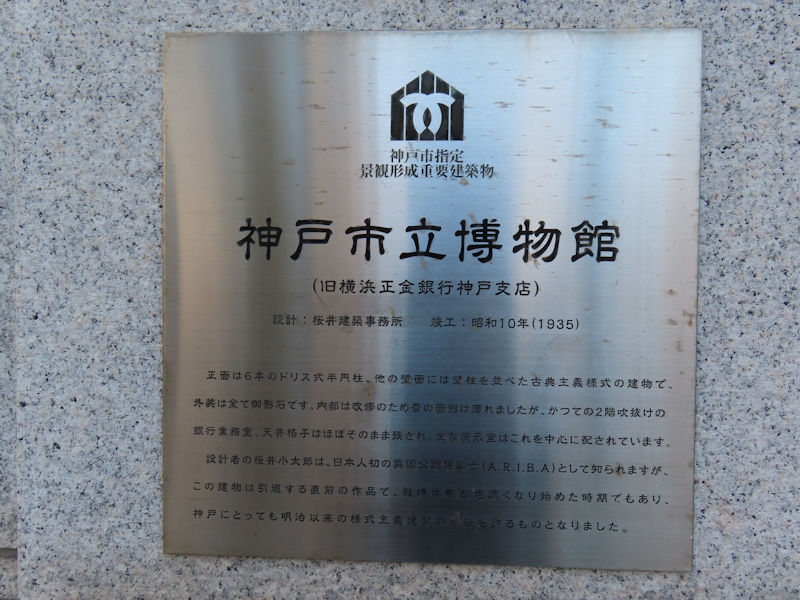 神戸市指定
景観形成重要建築物
神戸市立博物館
(旧横浜正金銀行神戸支店)
設計：桜井建築事務所　竣工：昭和10年(1935)
正面は6本のドリス式半円柱、他の壁面には壁柱を並べた古典主義様式の建物で、
外装は全て御影石です。内部は改修のため昔の面影は薄れましたが、かつての2階吹抜けの
銀行業務室、天井格子はほぼそのまま残され、主な展示室はこれを中心に配されています。
設計者の桜井小太郎は、日本人初の英国公認建築士(A.R.I.B.A)として知られますが、
この建物は引退する直前の作品で、戦時体制が色濃くなり始めた時期でもあり、
神戸にとっても明治以来の様式主義建築の最後を飾るものとなりました。